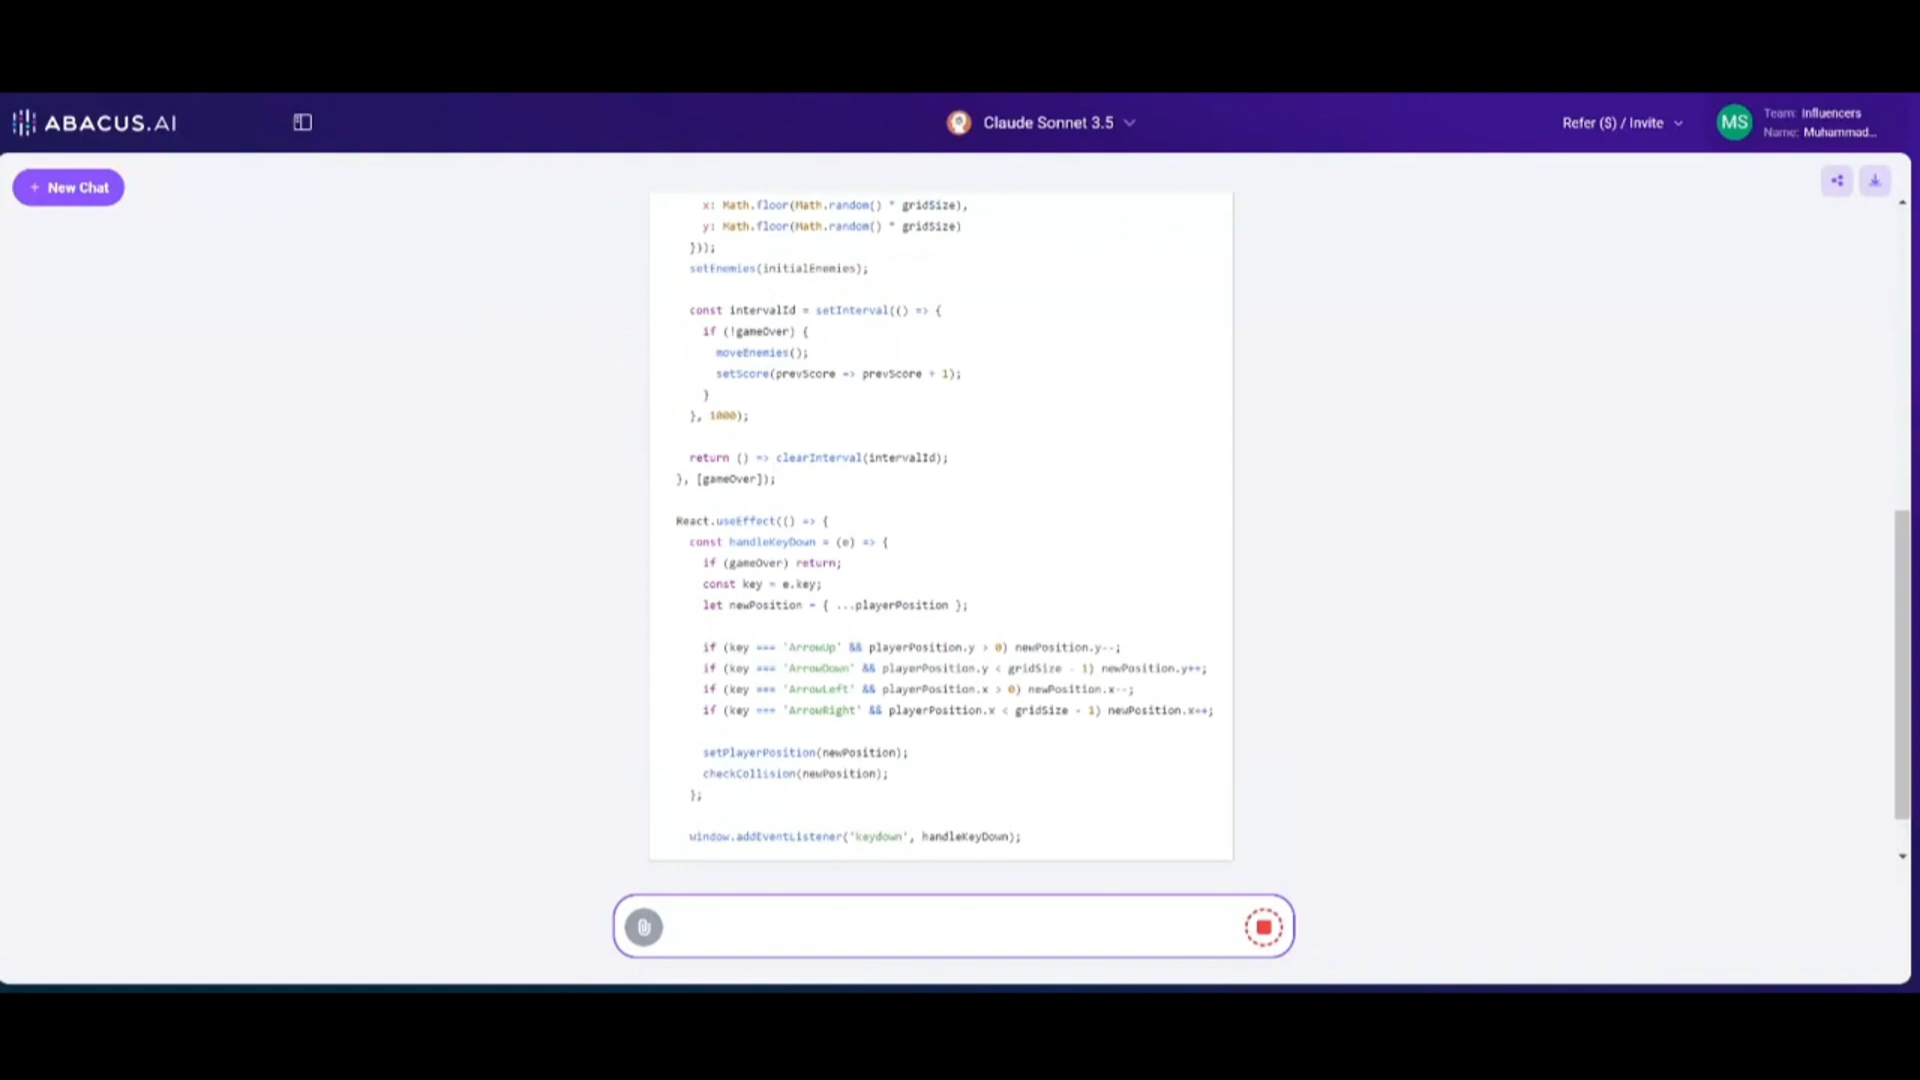 ABACUS.AI
Claude Sonnet 3.5
Refer ($) / Invite
MS
Team: Influencers
Name: Muhammad...
+ New Chat
x: Math.floor(Math.random() * gridSize),
y: Math.floor(Math.random() * gridSize)
}));
setEnemies(initialEnemies);
const intervalId = setInterval(() => {
if (!gameOver) {
moveEnemies();
setScore(prevScore => prevScore + 1);
}
}, 1000);
return () => clearInterval(intervalId);
}, [gameOver]);
React.useEffect(() => {
const handleKeyDown = (e) => {
if (gameOver) return;
const key = e.key;
let newPosition = { ...playerPosition };
if (key === 'ArrowUp' && playerPosition.y > 0) newPosition.y--;
if (key === 'ArrowDown' && playerPosition.y < gridSize - 1) newPosition.y++;
if (key === 'ArrowLeft' && playerPosition.x > 0) newPosition.x--;
if (key === 'ArrowRight' && playerPosition.x < gridSize - 1) newPosition.x++;
setPlayerPosition(newPosition);
checkCollision(newPosition);
};
window.addEventListener('keydown', handleKeyDown);